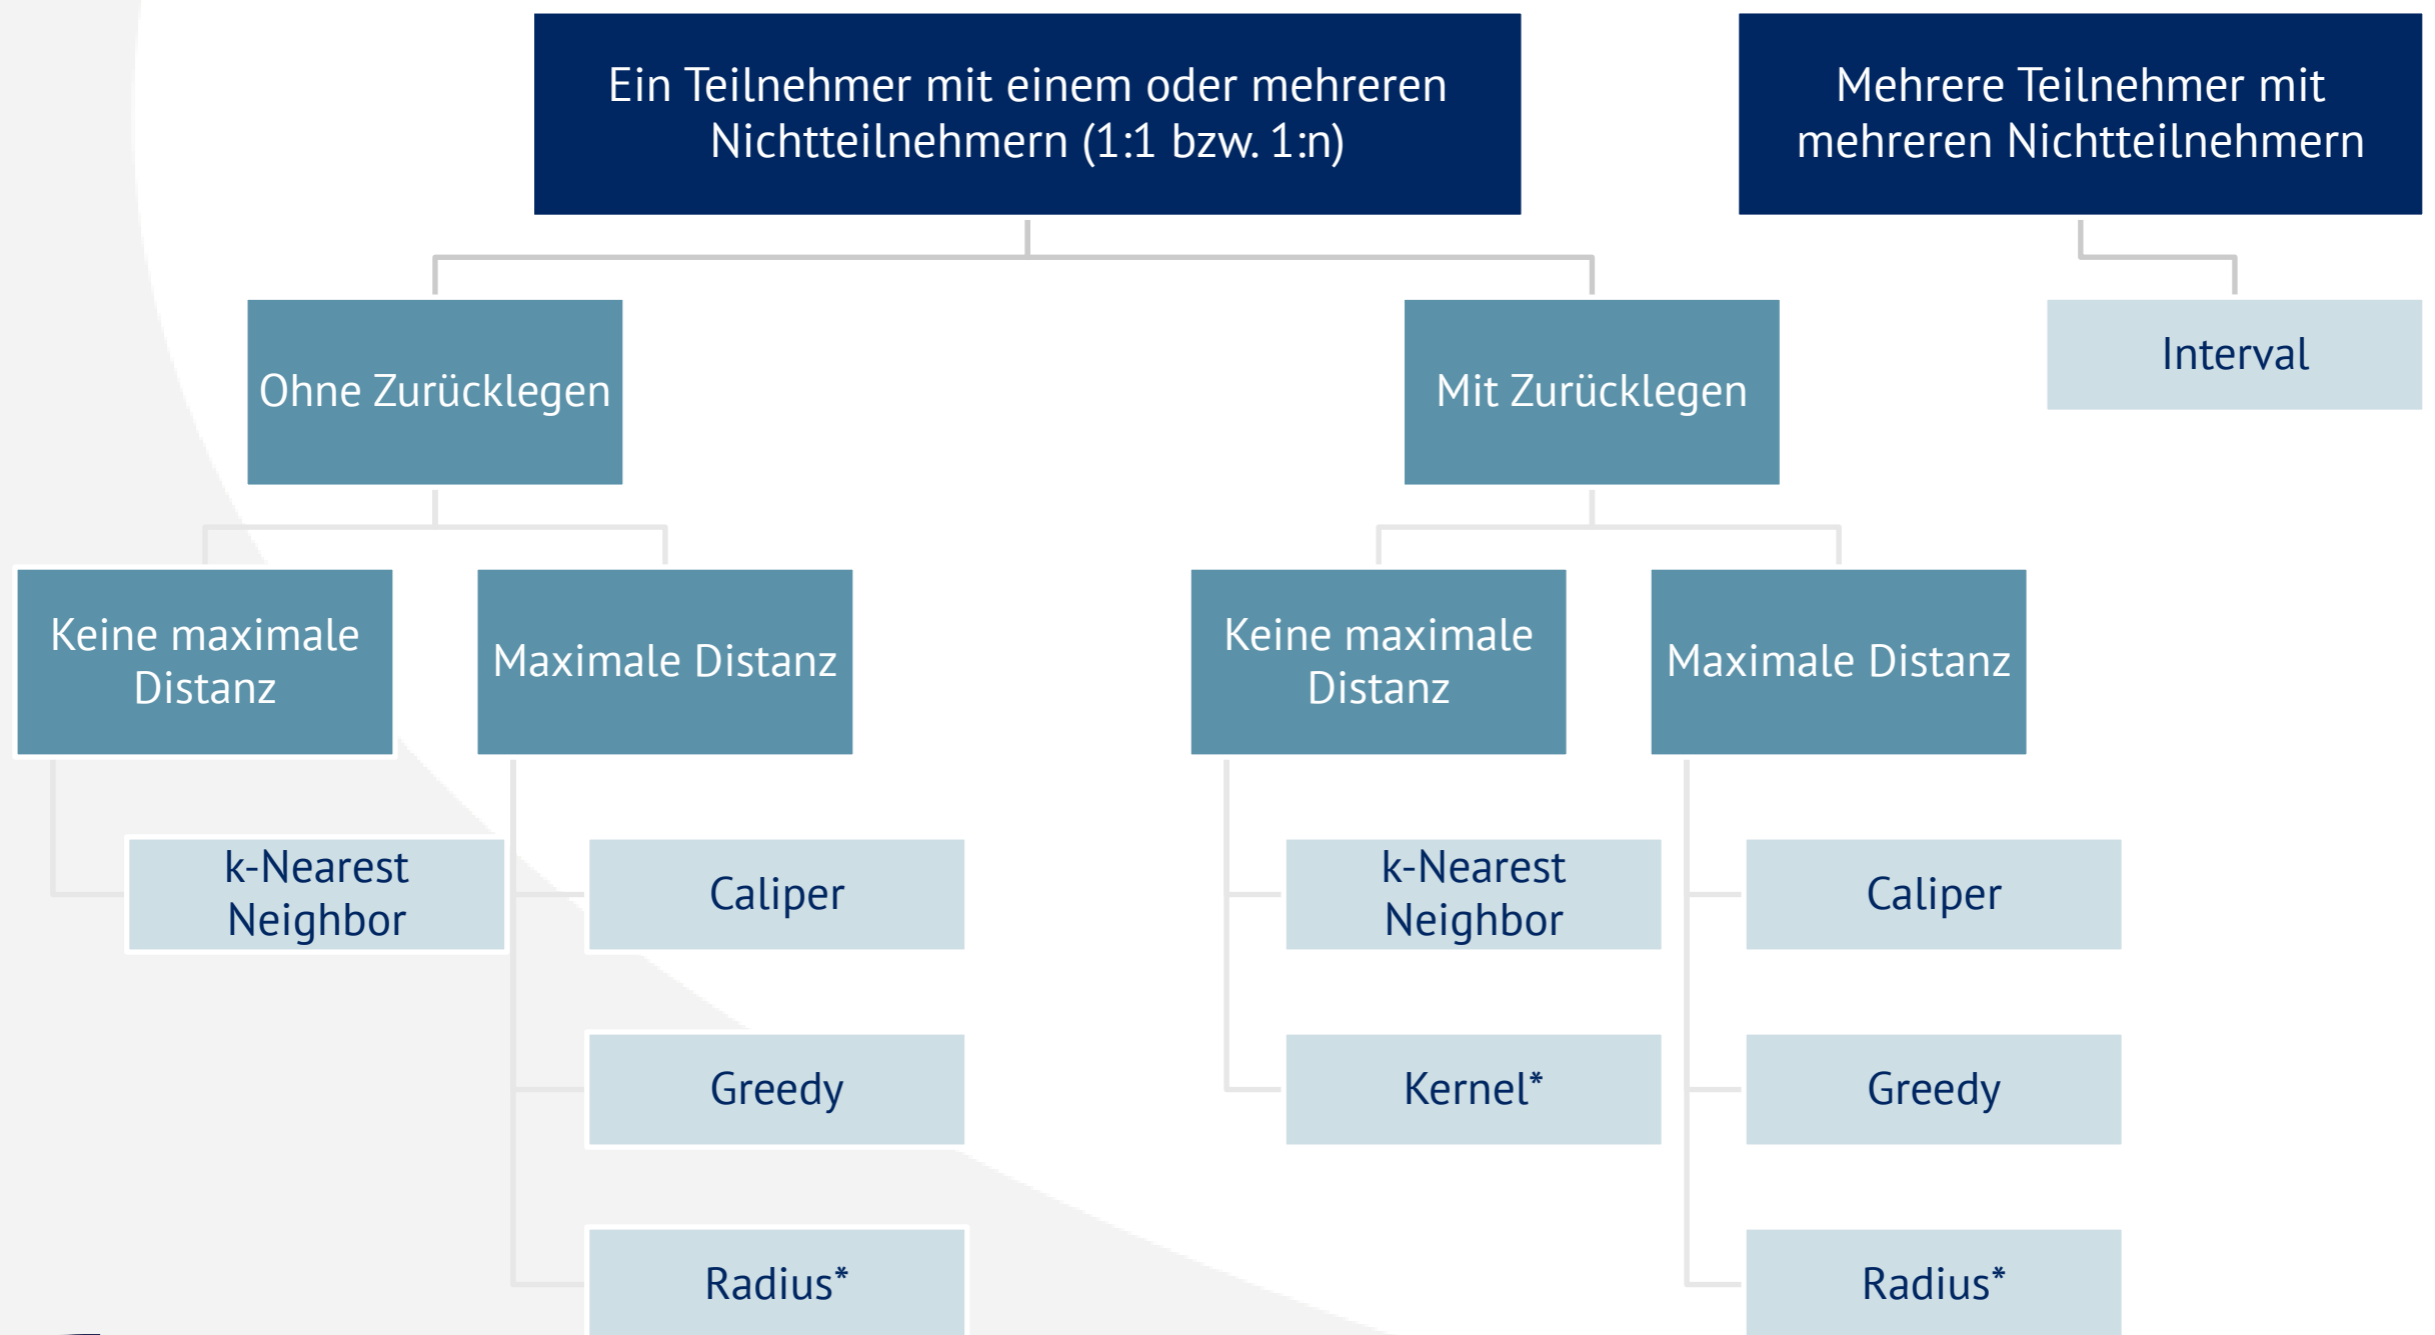 Ein Teilnehmer mit einem oder mehreren
Nichtteilnehmern (1:1 bzw. 1:n)
Mehrere Teilnehmer mit
mehreren Nichtteilnehmern
Ohne Zurücklegen
Mit Zurücklegen
Interval
Keine maximale
Distanz
Maximale Distanz
Keine maximale
Distanz
Maximale Distanz
k-Nearest
Neighbor
Caliper
k-Nearest
Neighbor
Caliper
Greedy
Kernel*
Greedy
Radius*
Radius*